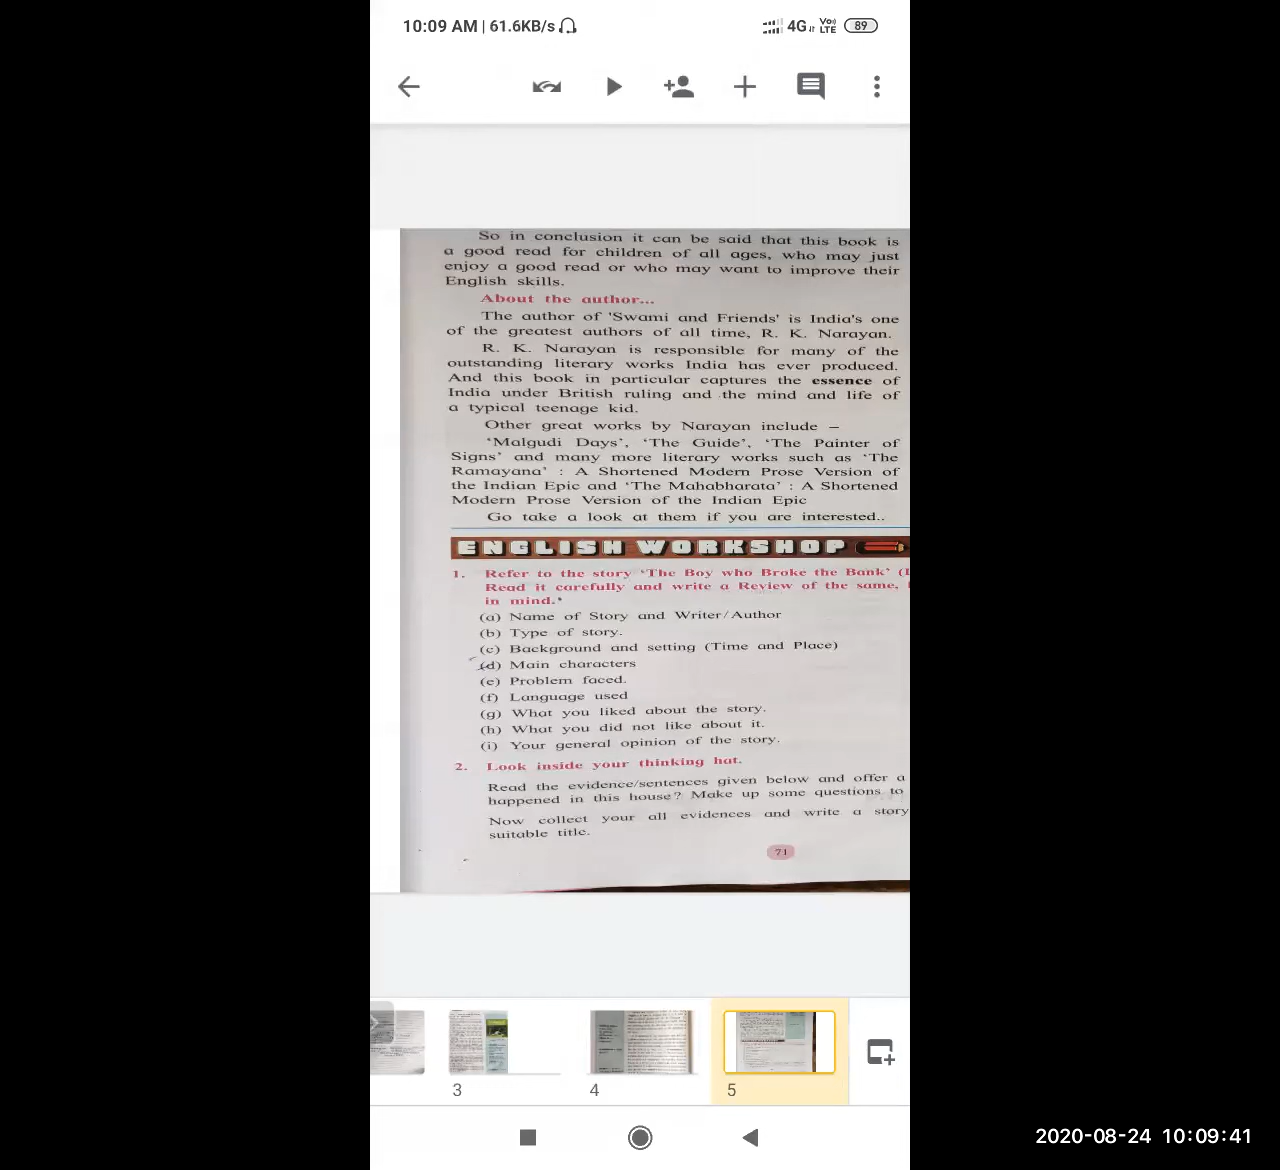 10:09 AM | 61.6KB/s
4G Vo) LTE 89
So in conclusion it can be said that this book is
a good read for children of all ages, who may just
enjoy a good read or who may want to improve their
English skills.
About the author...
The author of 'Swami and Friends' is India's one
of the greatest authors of all time, R. K. Narayan.
R. K. Narayan is responsible for many of the
outstanding literary works India has ever produced.
And this book in particular captures the essence of
India under British ruling and the mind and life of
a typical teenage kid.
Other great works by Narayan include –
'Malgudi Days', 'The Guide', 'The Painter of
Signs' and many more literary works such as 'The
Ramayana' : A Shortened Modern Prose Version of
the Indian Epic and 'The Mahabharata' : A Shortened
Modern Prose Version of the Indian Epic
Go take a look at them if you are interested..
ENGLISH WORKSHOP
1. Refer to the story 'The Boy who Broke the Bank' (
Read it carefully and write a Review of the same,
in mind.*
(a) Name of Story and Writer/Author
(b) Type of story.
(c) Background and setting (Time and Place)
(d) Main characters
(e) Problem faced.
(f) Language used
(g) What you liked about the story.
(h) What you did not like about it.
(i) Your general opinion of the story.
2. Look inside your thinking hat.
Read the evidence/sentences given below and offer a
happened in this house? Make up some questions to
Now collect your all evidences and write a story
suitable title.
71
3
4
5
2020-08-24 10:09:41